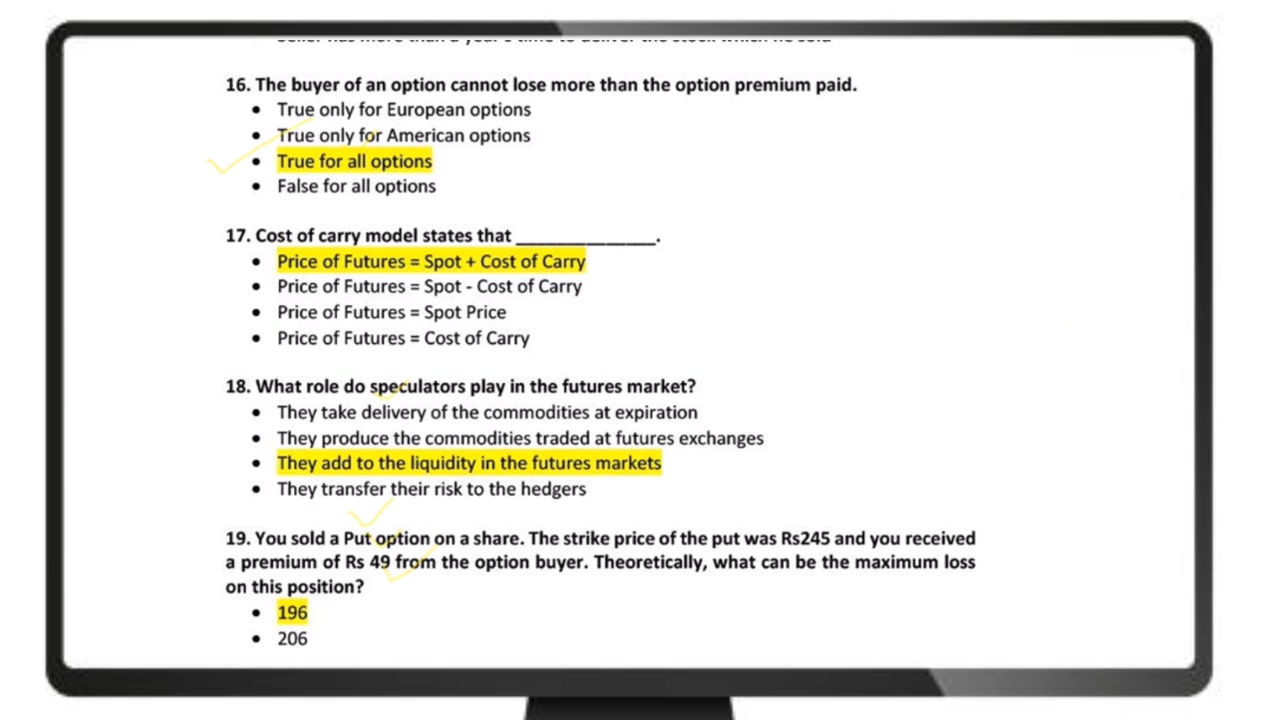 16. The buyer of an option cannot lose more than the option premium paid.
• True only for European options
• True only for American options
• True for all options
• False for all options
17. Cost of carry model states that _______________.
• Price of Futures = Spot + Cost of Carry
• Price of Futures = Spot - Cost of Carry
• Price of Futures = Spot Price
• Price of Futures = Cost of Carry
18. What role do speculators play in the futures market?
• They take delivery of the commodities at expiration
• They produce the commodities traded at futures exchanges
• They add to the liquidity in the futures markets
• They transfer their risk to the hedgers
19. You sold a Put option on a share. The strike price of the put was Rs245 and you received
a premium of Rs 49 from the option buyer. Theoretically, what can be the maximum loss
on this position?
• 196
• 206